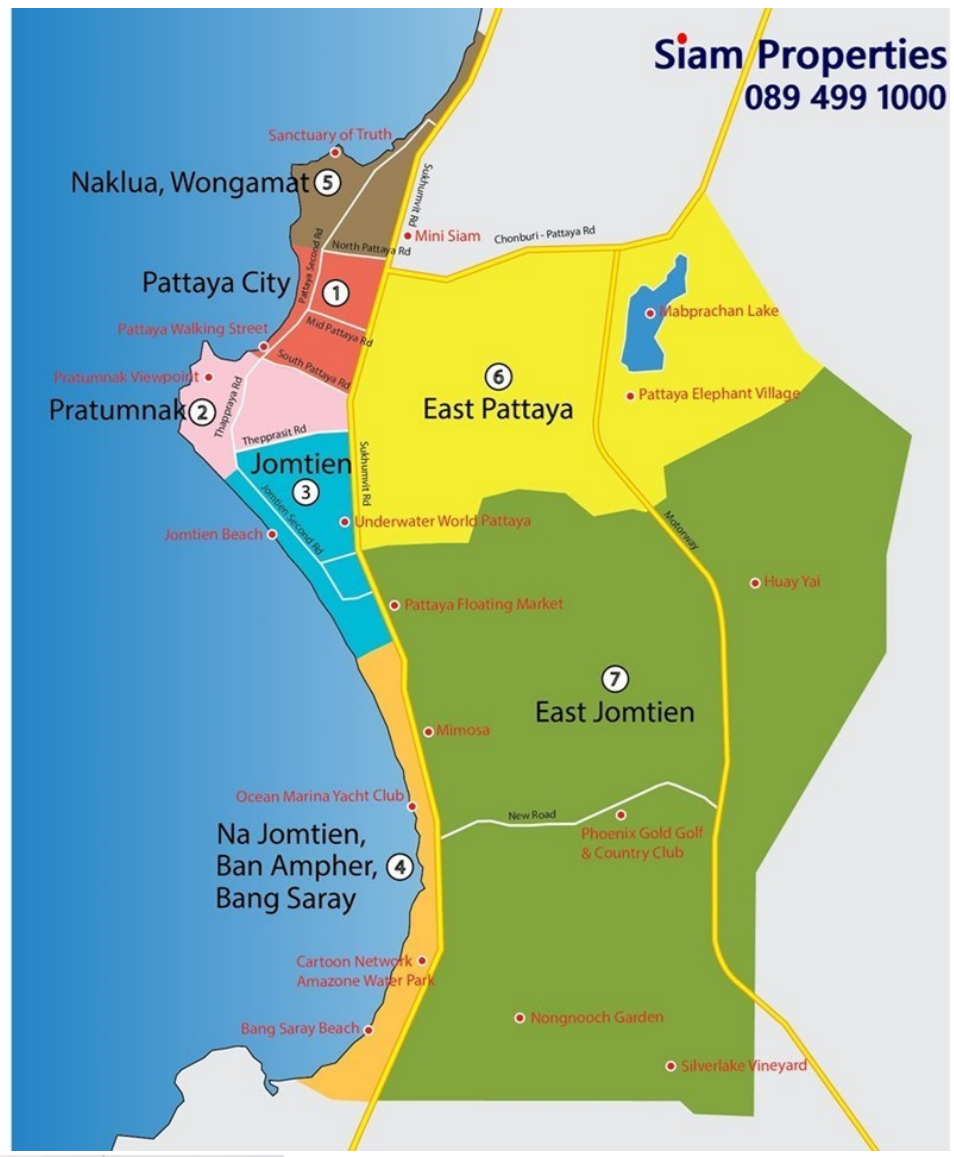 Siam Properties
089 499 1000
Sanctuary of Truth
Naklua, Wongamat 5
Sukhumvit Rd
Mini Siam
Chonburi - Pattaya Rd
North Pattaya Rd
Pattaya Second Rd
Pattaya City
1
Mid Pattaya Rd
Mabprachan Lake
Pattaya Walking Street
South Pattaya Rd
Pratumnak Viewpoint
Pratumnak 2
Thappraya Rd
6
East Pattaya
Pattaya Elephant Village
Thepprasit Rd
Jomtien
3
Sukhumvit Rd
Jomtien Second Rd
Underwater World Pattaya
Jomtien Beach
Motorway
Huay Yai
Pattaya Floating Market
7
East Jomtien
Mimosa
Ocean Marina Yacht Club
New Road
Phoenix Gold Golf
& Country Club
Na Jomtien,
Ban Ampher,
Bang Saray
4
Cartoon Network
Amazone Water Park
Bang Saray Beach
Nongnooch Garden
Silverlake Vineyard